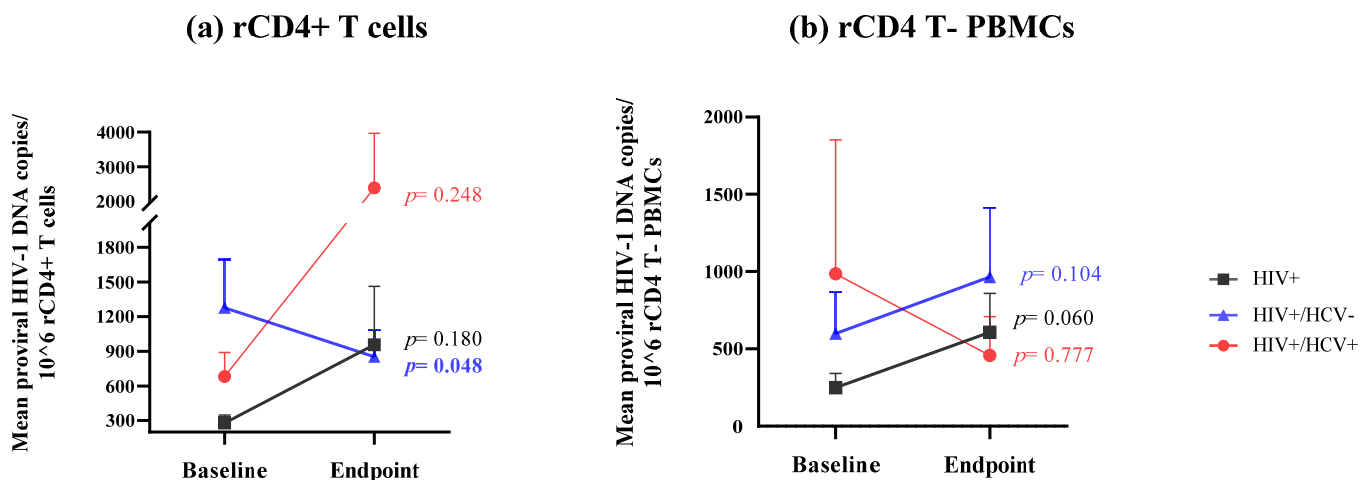 (a) rCD4+ T cells
Mean proviral HIV-1 DNA copies/
10^6 rCD4+ T cells
4000
3000
2000
1800
1500
1200
900
600
300
p= 0.248
p= 0.180
p= 0.048
Baseline
Endpoint
(b) rCD4 T- PBMCs
Mean proviral HIV-1 DNA copies/
10^6 rCD4 T- PBMCs
2000
1500
1000
500
0
p= 0.104
p= 0.060
p= 0.777
Baseline
Endpoint
HIV+
HIV+/HCV-
HIV+/HCV+